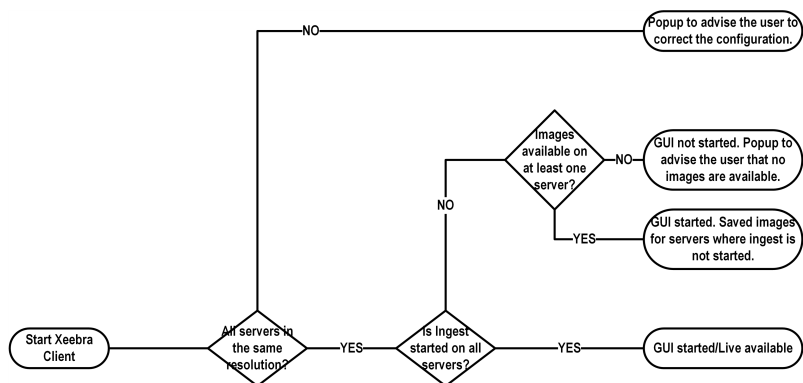 NO
Popup to advise the user to
correct the configuration.
Images
available on
at least one
server?
NO
GUI not started. Popup to
advise the user that no
images are available.
NO
YES
GUI started. Saved images
for servers where ingest is
not started.
Start Xeebra
Client
All servers in
the same
resolution?
YES
Is Ingest
started on all
servers?
YES
GUI started/Live available